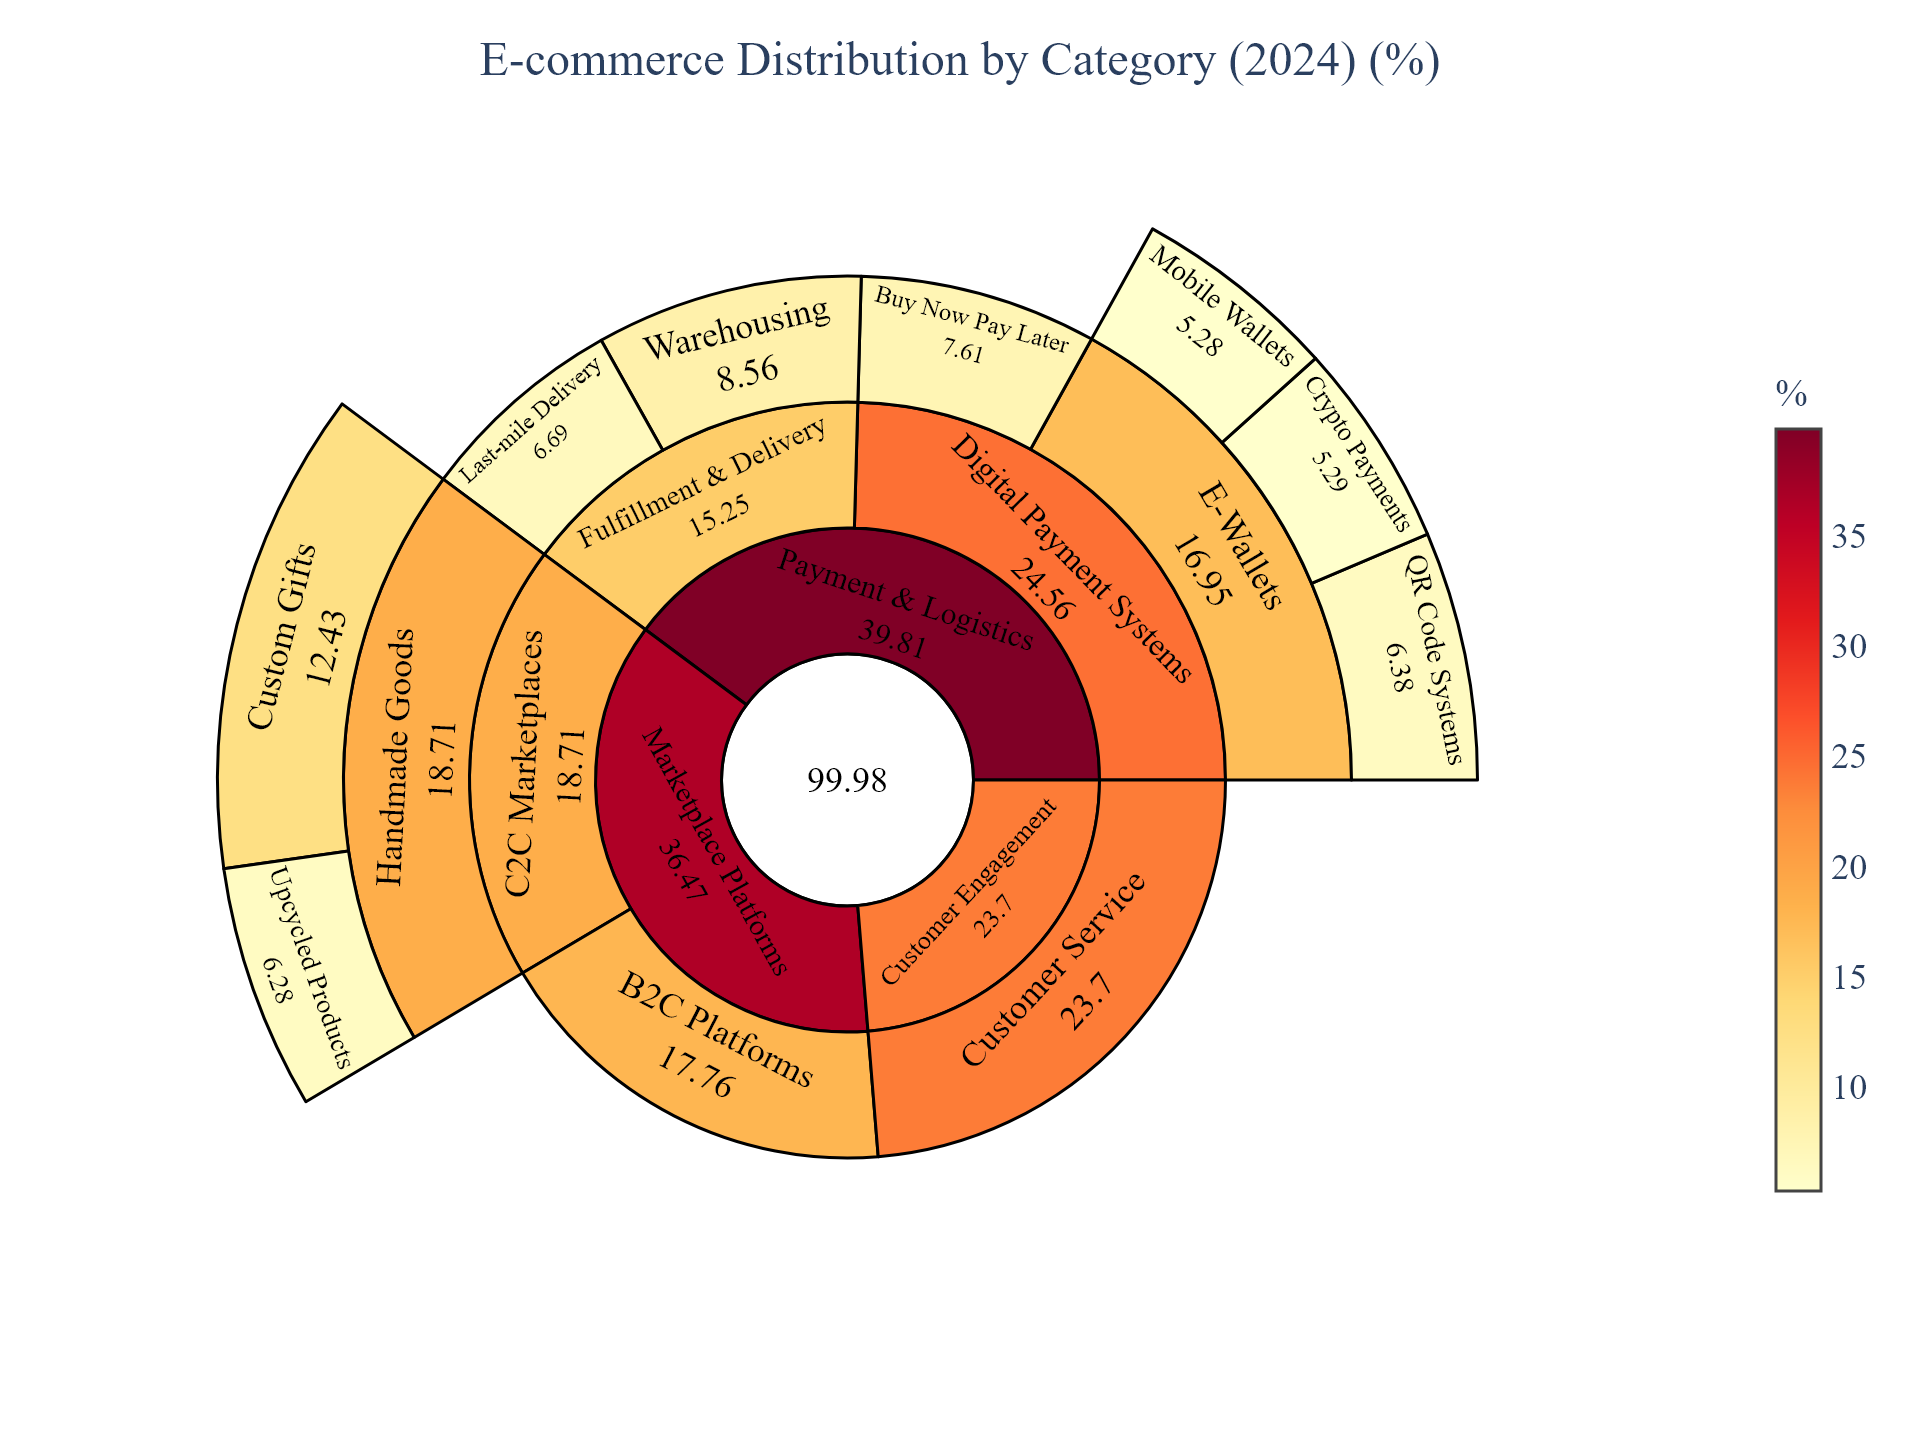 E-commerce Distribution by Category (2024) (%)
Mobile Wallets
5.28
Crypto Payments
5.29
QR Code Systems
6.38
Buy Now Pay Later
7.61
E-Wallets
16.95
Warehousing
8.56
Last-mile Delivery
6.69
Fulfillment & Delivery
15.25
Digital Payment Systems
24.56
Payment & Logistics
39.81
Custom Gifts
12.43
Handmade Goods
18.71
C2C Marketplaces
18.71
Marketplace Platforms
36.47
99.98
Customer Engagement
23.7
Customer Service
23.7
Upcycled Products
6.28
B2C Platforms
17.76
%
35
30
25
20
15
10